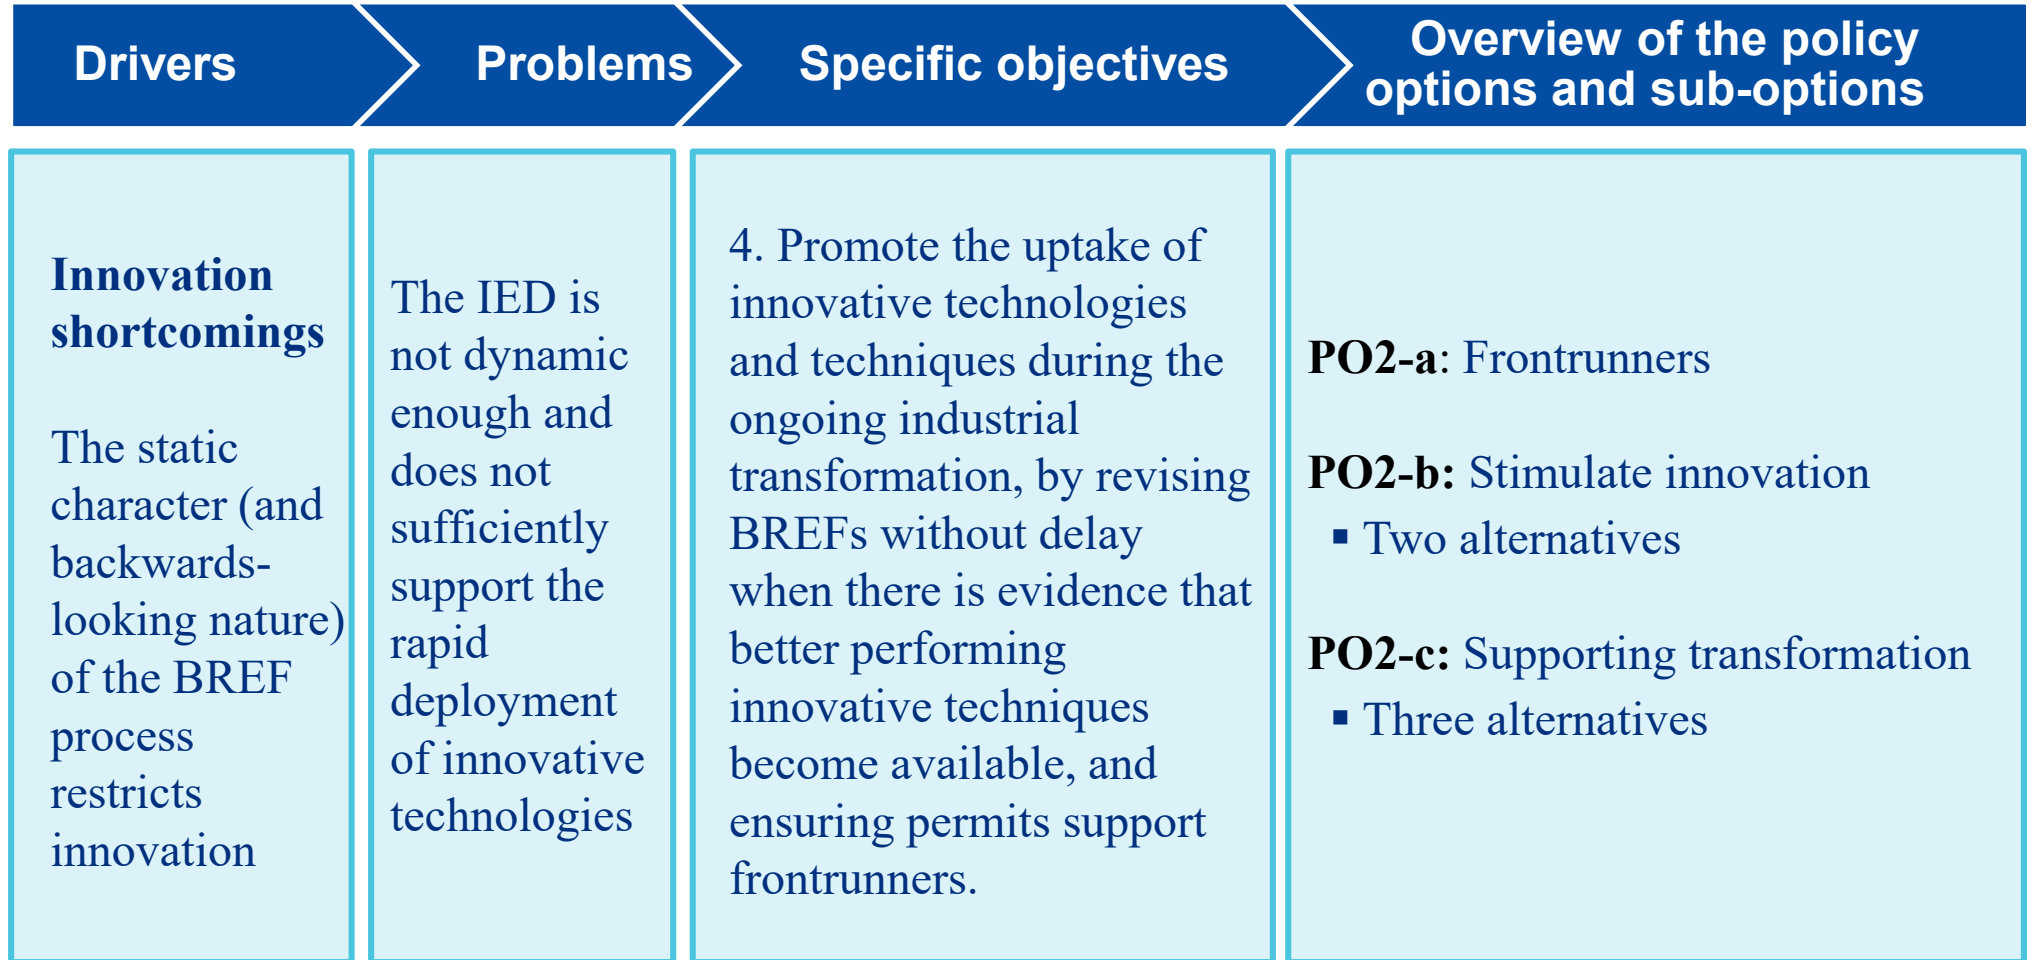 Drivers
Problems
Specific objectives
Overview of the policy
options and sub-options
Innovation
shortcomings
The static
character (and
backwards-
looking nature)
of the BREF
process
restricts
innovation
The IED is
not dynamic
enough and
does not
sufficiently
support the
rapid
deployment
of innovative
technologies
4. Promote the uptake of
innovative technologies
and techniques during the
ongoing industrial
transformation, by revising
BREFs without delay
when there is evidence that
better performing
innovative techniques
become available, and
ensuring permits support
frontrunners.
PO2-a: Frontrunners
PO2-b: Stimulate innovation
▪ Two alternatives
PO2-c: Supporting transformation
▪ Three alternatives